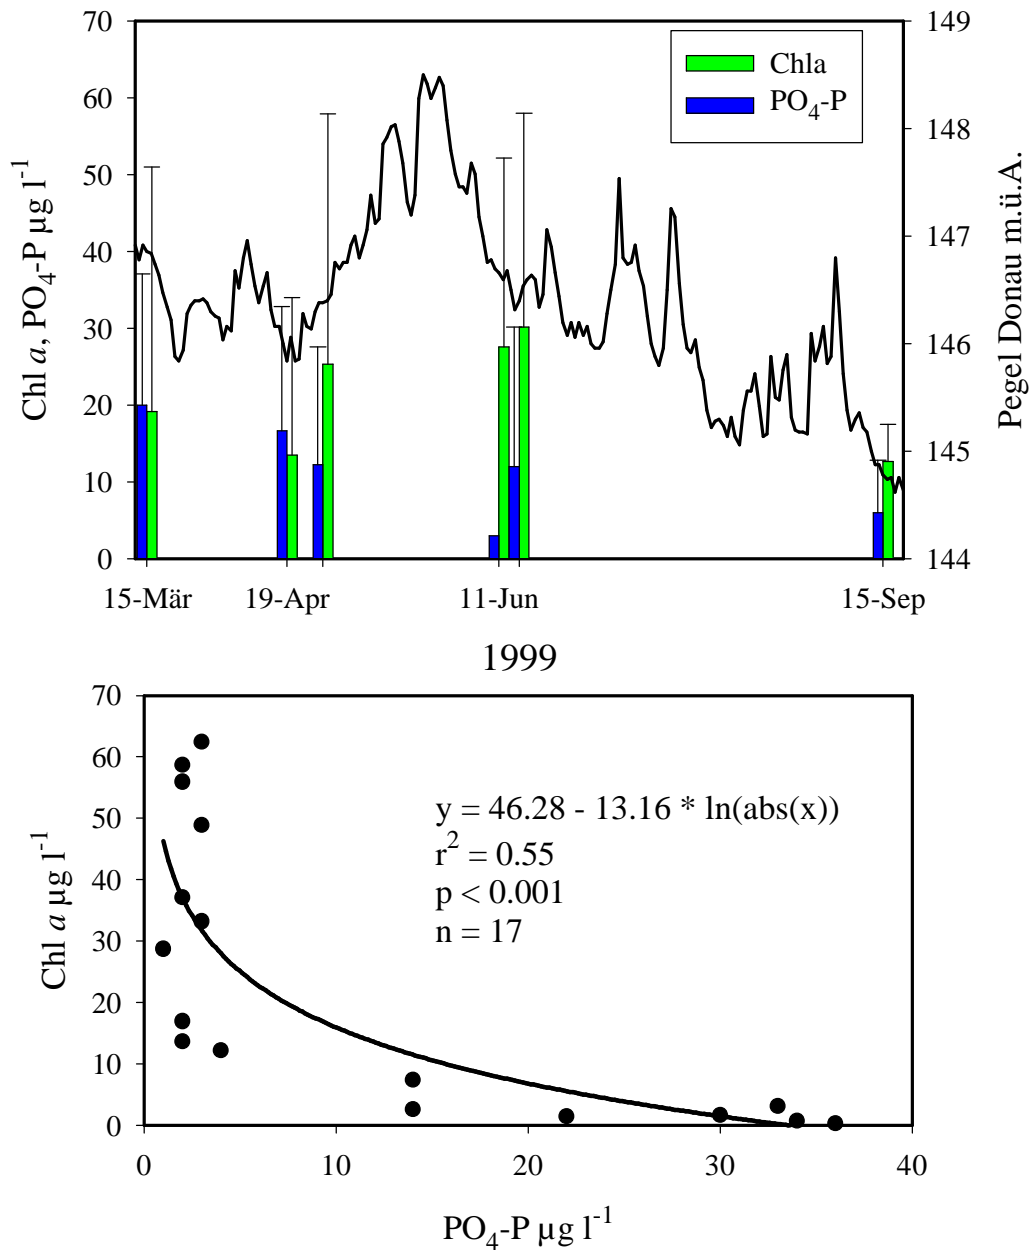 70
60
50
40
30
20
10
0
Chl a, PO4-P µg l-1
149
148
147
146
145
144
Pegel Donau m.ü.A.
Chla
PO4-P
15-Mär 19-Apr 11-Jun 15-Sep
1999
70
60
50
40
30
20
10
0
Chl a µg l-1
y = 46.28 - 13.16 * ln(abs(x))
r2 = 0.55
p < 0.001
n = 17
0 10 20 30 40
PO4-P µg l-1